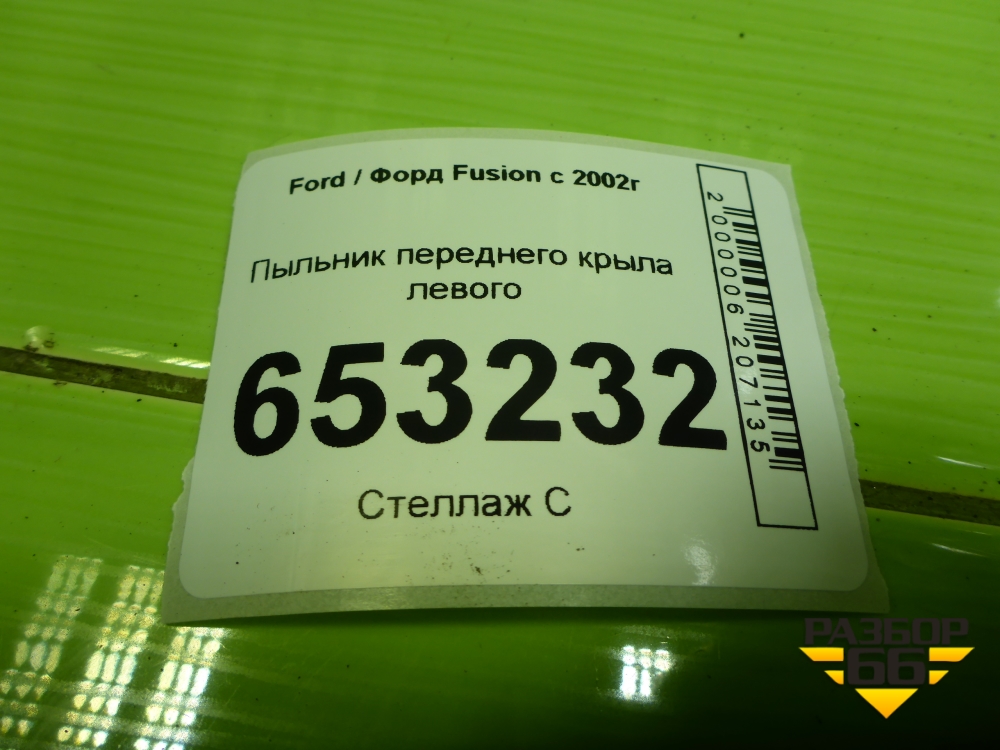 Ford / Форд Fusion с 2002г
Пыльник переднего крыла
левого
653232
Стеллаж С
2000006207135
РАЗБОР
66